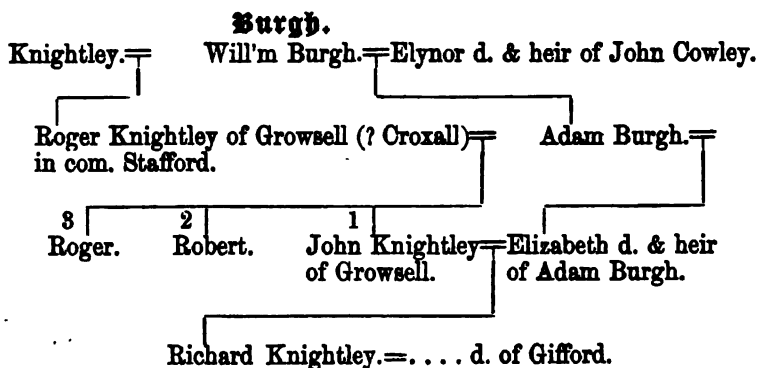 Burgh.
Knightley.= Will'm Burgh.=Elynor d. & heir of John Cowley.
Roger Knightley of Growsell (? Croxall)= Adam Burgh.=
in com. Stafford.
3 2 1
Roger. Robert. John Knightley=Elizabeth d. & heir
of Growsell. of Adam Burgh.
Richard Knightley.=.... d. of Gifford.